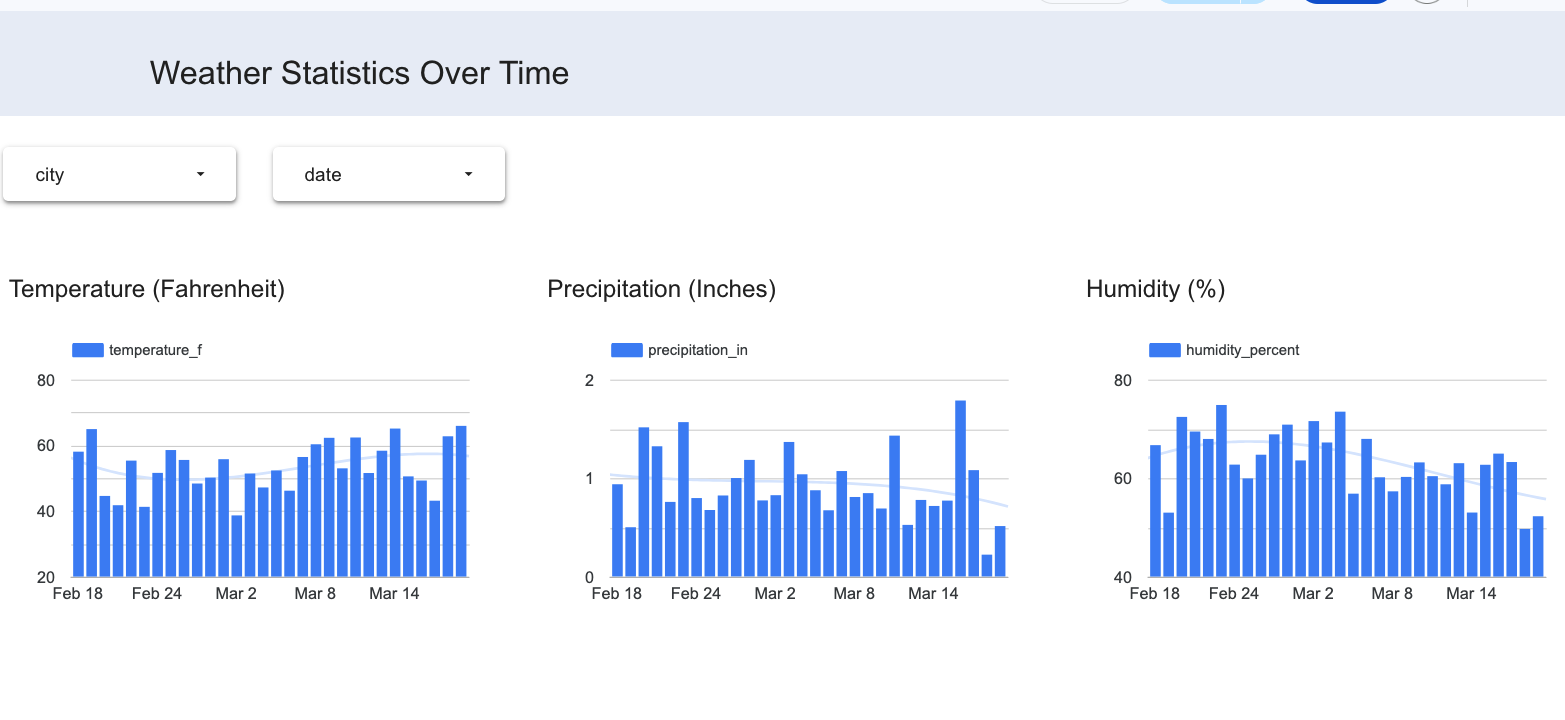 Weather Statistics Over Time
city
date
Temperature (Fahrenheit)
temperature_f
80
60
40
20
Feb 18 Feb 24 Mar 2 Mar 8 Mar 14
Precipitation (Inches)
precipitation_in
2
1
0
Feb 18 Feb 24 Mar 2 Mar 8 Mar 14
Humidity (%)
humidity_percent
80
60
40
Feb 18 Feb 24 Mar 2 Mar 8 Mar 14